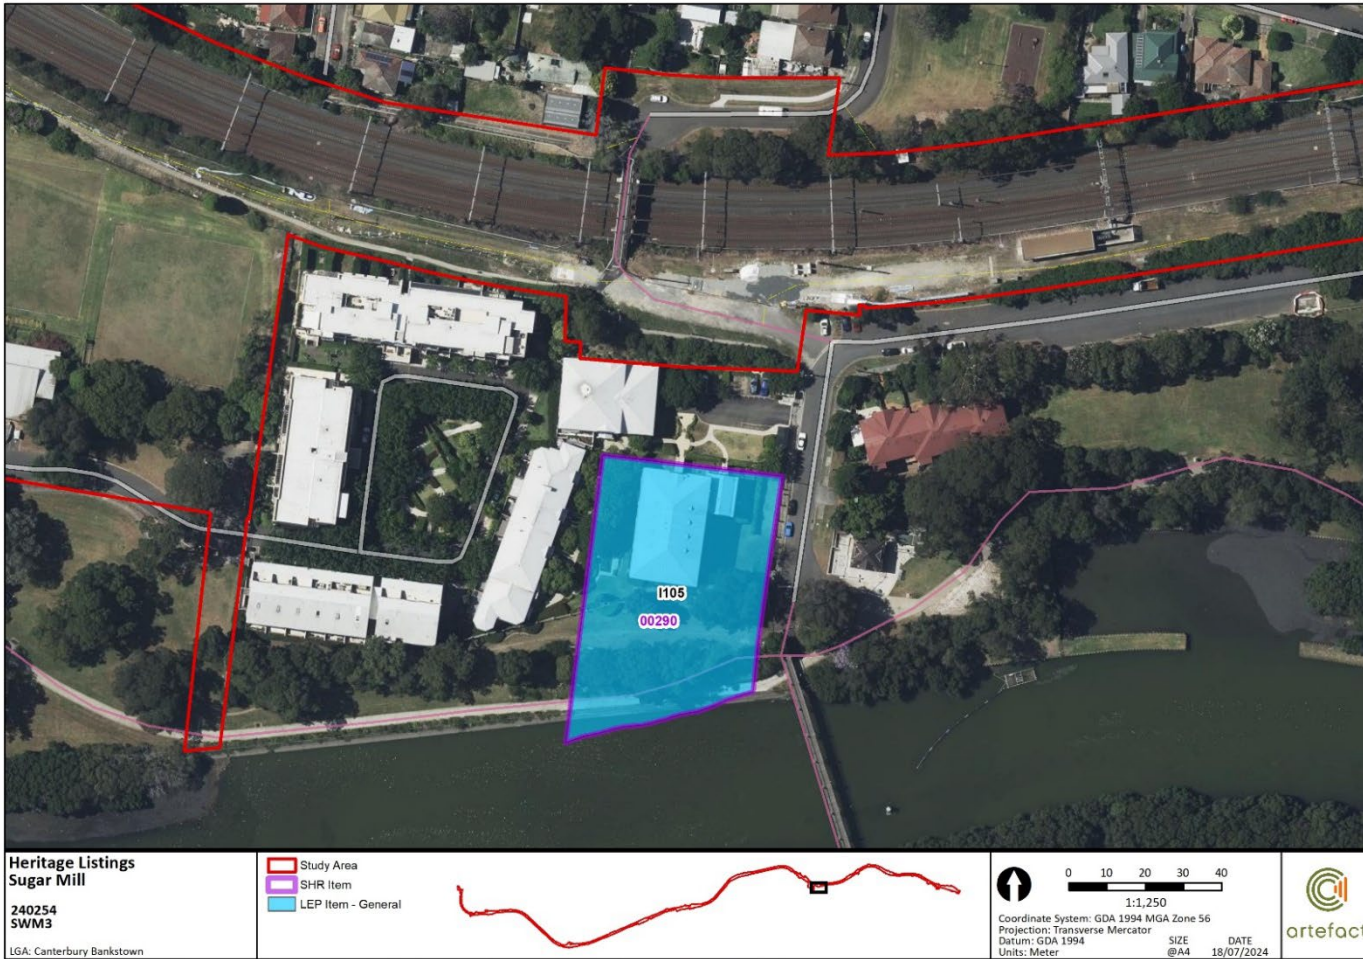 I105
00290
Heritage Listings
Sugar Mill
240254
SWM3
LGA: Canterbury Bankstown
Study Area
SHR Item
LEP Item - General
0 10 20 30 40
1:1,250
Coordinate System: GDA 1994 MGA Zone 56
Projection: Transverse Mercator
Datum: GDA 1994
Units: Meter
SIZE
@A4
DATE
18/07/2024
artefact